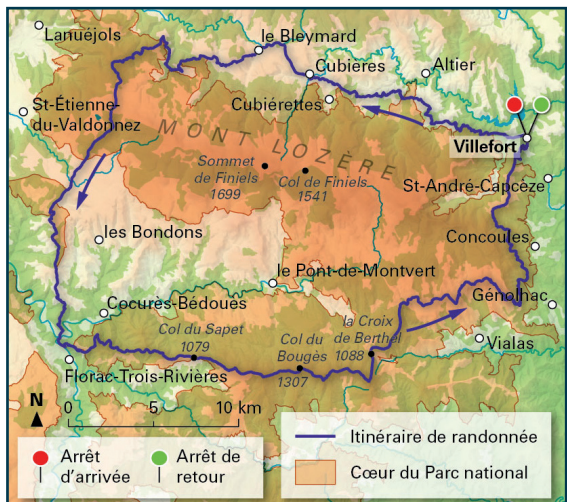 Lanuéjols
le Bleymard
Altier
Cubières
St-Étienne-
du-Valdonnez
Cubiérettes
Villefort
MONT LOZÈRE
Sommet
de Finiels
1699
Col de Finiels
1541
St-André-Capcèze
les Bondons
Concoules
le Pont-de-Montvert
Génolhac
Cocurès-Bédouès
Col du Sapet
1079
Col du
Bougès
1307
la Croix
de Berthel
1088
Vialas
Florac-Trois-Rivières
N
0 5 10 km
Arrêt
d'arrivée
Arrêt de
retour
Itinéraire de randonnée
Cœur du Parc national